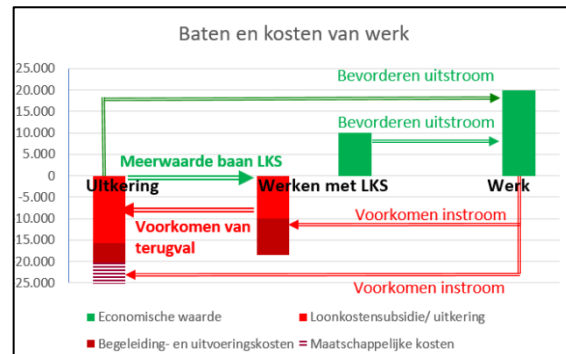 Baten en kosten van werk
25.000
20.000
15.000
10.000
5.000
0
-5.000
10.000
15.000
20.000
25.000
Bevorderen uitstroom
Bevorderen uitstroom
Meerwaarde baan LKS
UItkering
Werken met LKS
Werk
Voorkomen van
terugval
Voorkomen instroom
Voorkomen instroom
Economische waarde
Loonkostensubsidie/ uitkering
Begeleiding- en uitvoeringskosten
Maatschappelijke kosten